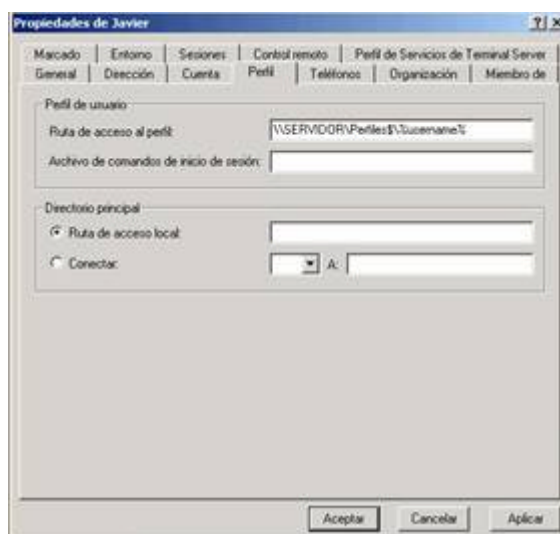 Propiedades de Javier
Marcado Entorno Sesiones Control remoto Perfil de Servicios de Terminal Server
General Dirección Cuenta Perfil Teléfonos Organización Miembro de
Perfil de usuario
Ruta de acceso al perfil: \\SERVIDOR\Perfiles$\%username%
Archivo de comandos de inicio de sesión:
Directorio principal
Ruta de acceso local:
Conectar: A:
Aceptar Cancelar Aplicar